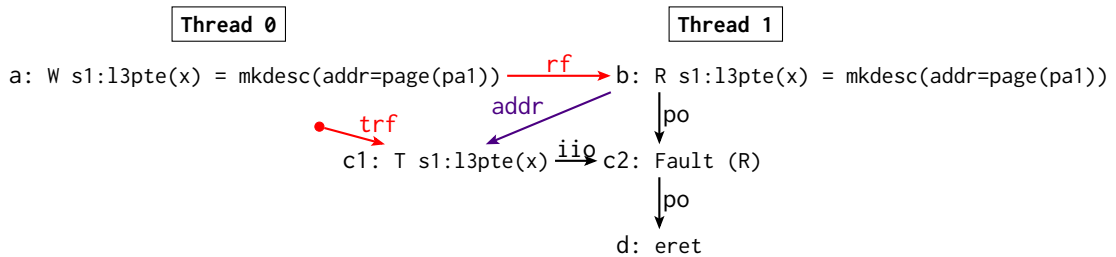 Thread 0 Thread 1
a: W s1:l3pte(x) = mkdesc(addr=page(pa1)) rf b: R s1:l3pte(x) = mkdesc(addr=page(pa1))
addr po
trf
c1: T s1:l3pte(x) iio c2: Fault (R)
po
d: eret